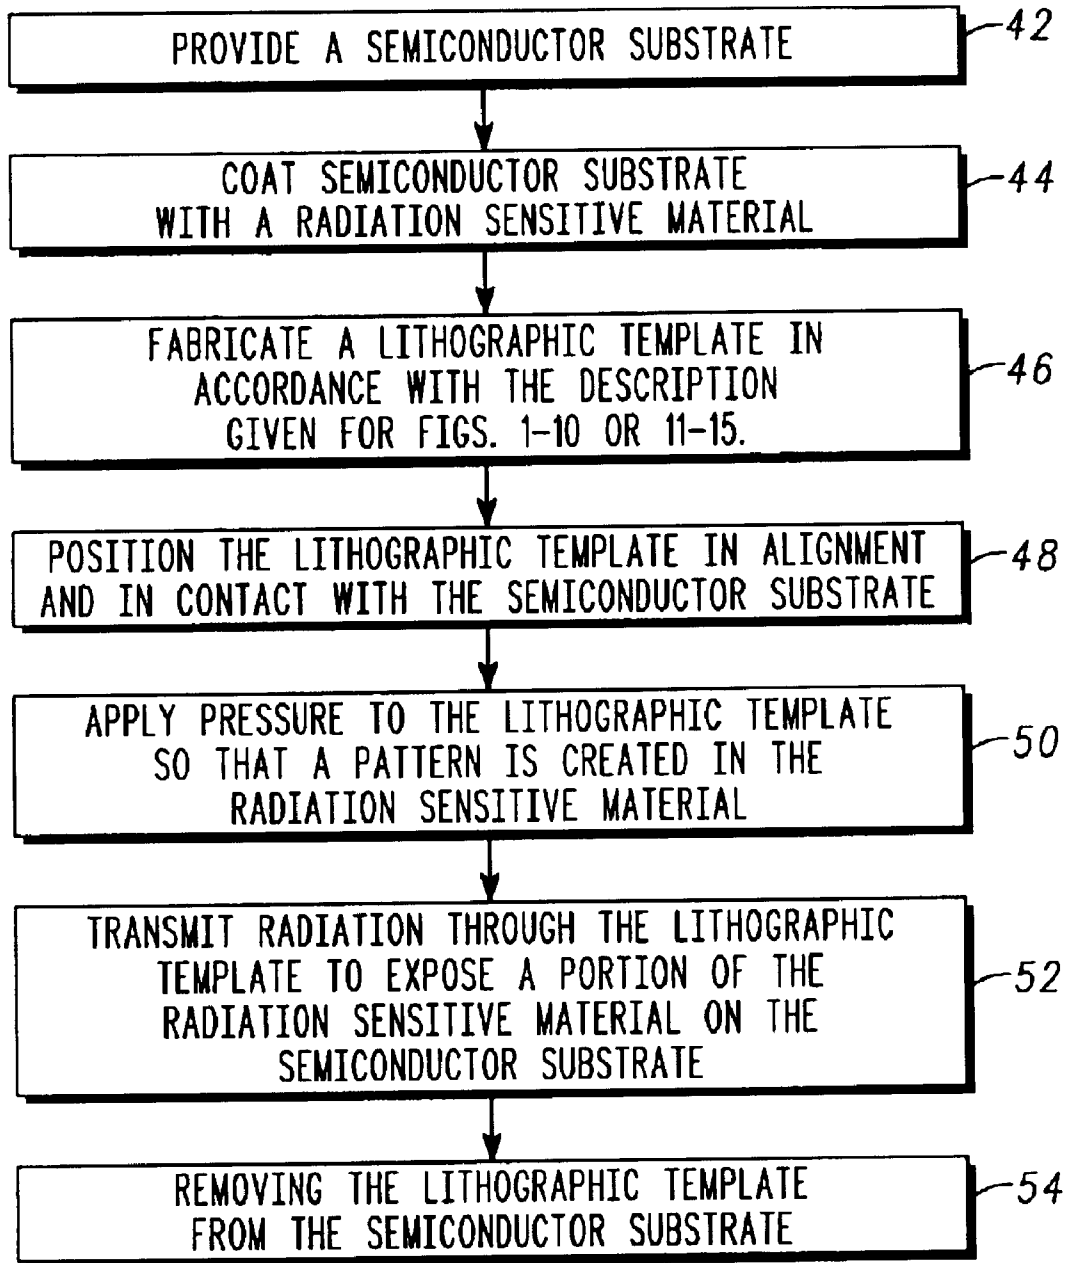 PROVIDE A SEMICONDUCTOR SUBSTRATE
42
COAT SEMICONDUCTOR SUBSTRATE
WITH A RADIATION SENSITIVE MATERIAL
44
FABRICATE A LITHOGRAPHIC TEMPLATE IN
ACCORDANCE WITH THE DESCRIPTION
GIVEN FOR FIGS. 1-10 OR 11-15.
46
POSITION THE LITHOGRAPHIC TEMPLATE IN ALIGNMENT
AND IN CONTACT WITH THE SEMICONDUCTOR SUBSTRATE
48
APPLY PRESSURE TO THE LITHOGRAPHIC TEMPLATE
SO THAT A PATTERN IS CREATED IN THE
RADIATION SENSITIVE MATERIAL
50
TRANSMIT RADIATION THROUGH THE LITHOGRAPHIC
TEMPLATE TO EXPOSE A PORTION OF THE
RADIATION SENSITIVE MATERIAL ON THE
SEMICONDUCTOR SUBSTRATE
52
REMOVING THE LITHOGRAPHIC TEMPLATE
FROM THE SEMICONDUCTOR SUBSTRATE
54